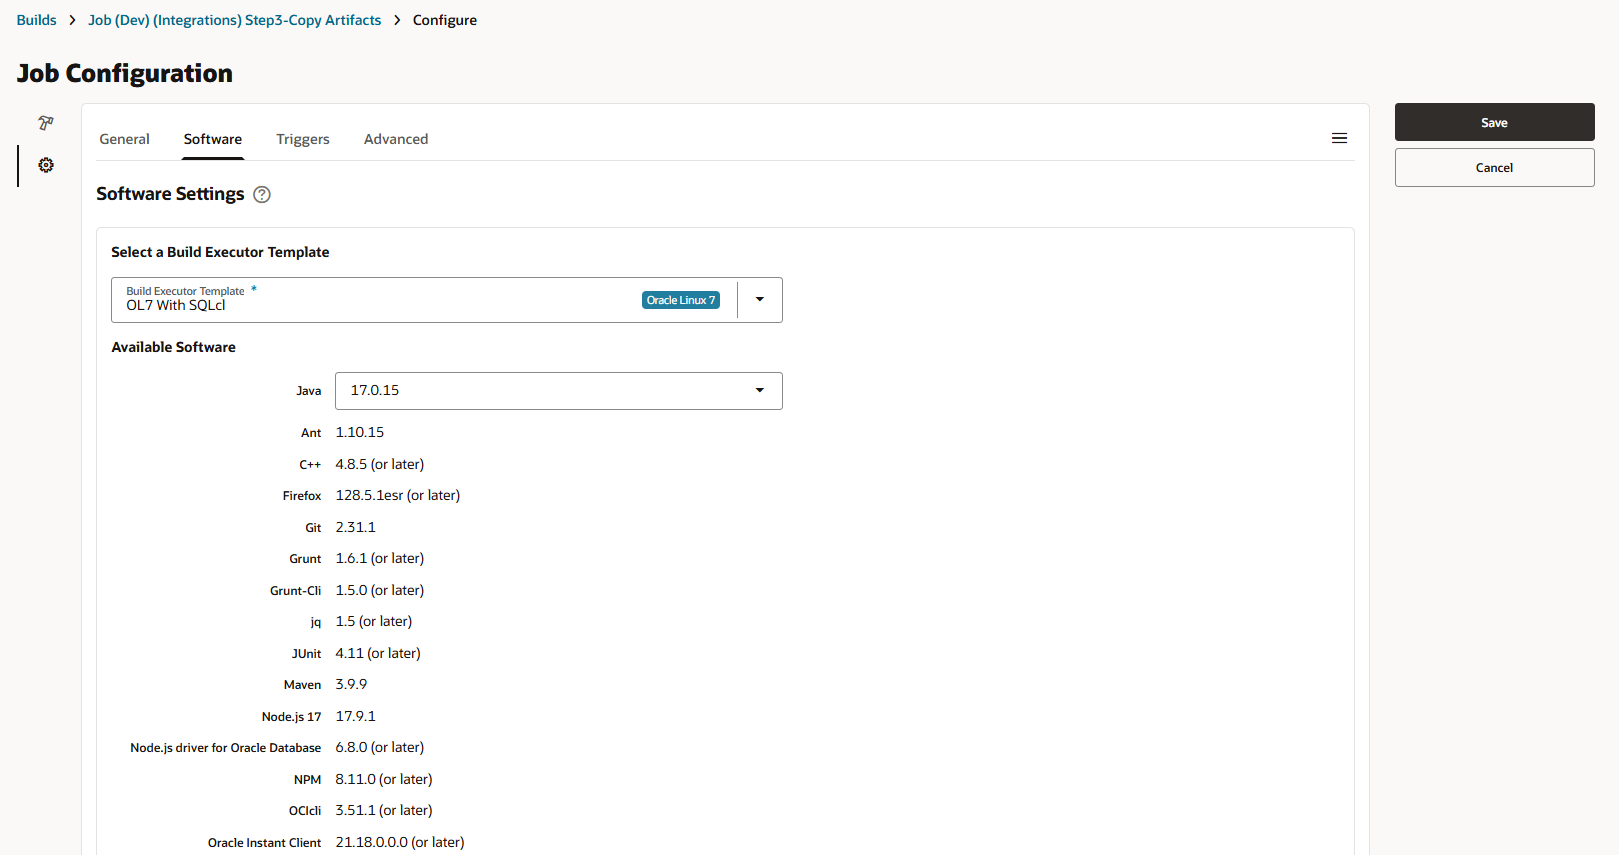 Builds > Job (Dev) (Integrations) Step3-Copy Artifacts > Configure
Job Configuration
General Software Triggers Advanced
Save
Cancel
Software Settings ?
Select a Build Executor Template
Build Executor Template *
OL7 With SQLcl Oracle Linux 7
Available Software
Java 17.0.15
Ant 1.10.15
C++ 4.8.5 (or later)
Firefox 128.5.1esr (or later)
Git 2.31.1
Grunt 1.6.1 (or later)
Grunt-Cli 1.5.0 (or later)
jq 1.5 (or later)
JUnit 4.11 (or later)
Maven 3.9.9
Node.js 17 17.9.1
Node.js driver for Oracle Database 6.8.0 (or later)
NPM 8.11.0 (or later)
OCIcli 3.51.1 (or later)
Oracle Instant Client 21.18.0.0.0 (or later)